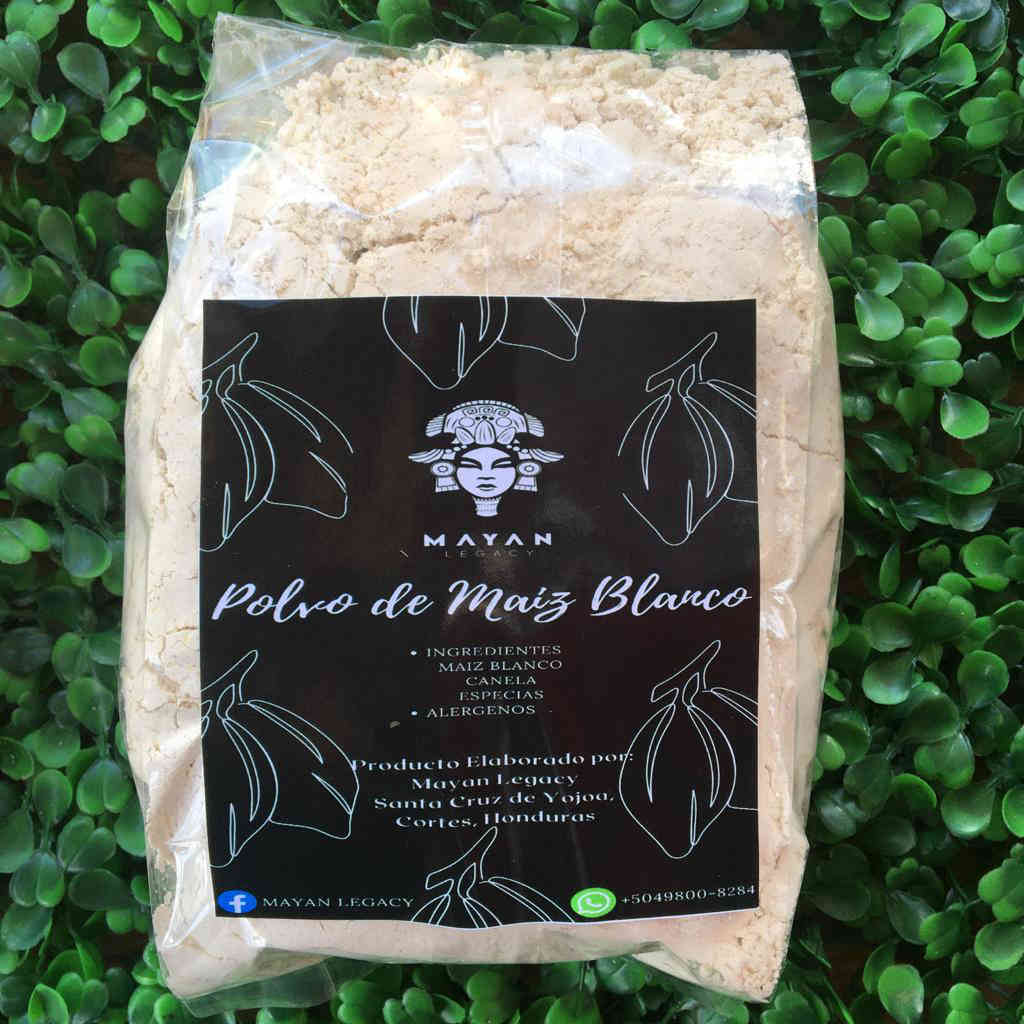 MAYAN
LEGACY
Polvo de Maíz Blanco
• INGREDIENTES
MAIZ BLANCO
CANELA
ESPECIAS
• ALERGENOS
Producto Elaborado por:
Mayan Legacy
Santa Cruz de Yojoa,
Cortes, Honduras
MAYAN LEGACY
+5049800-8284